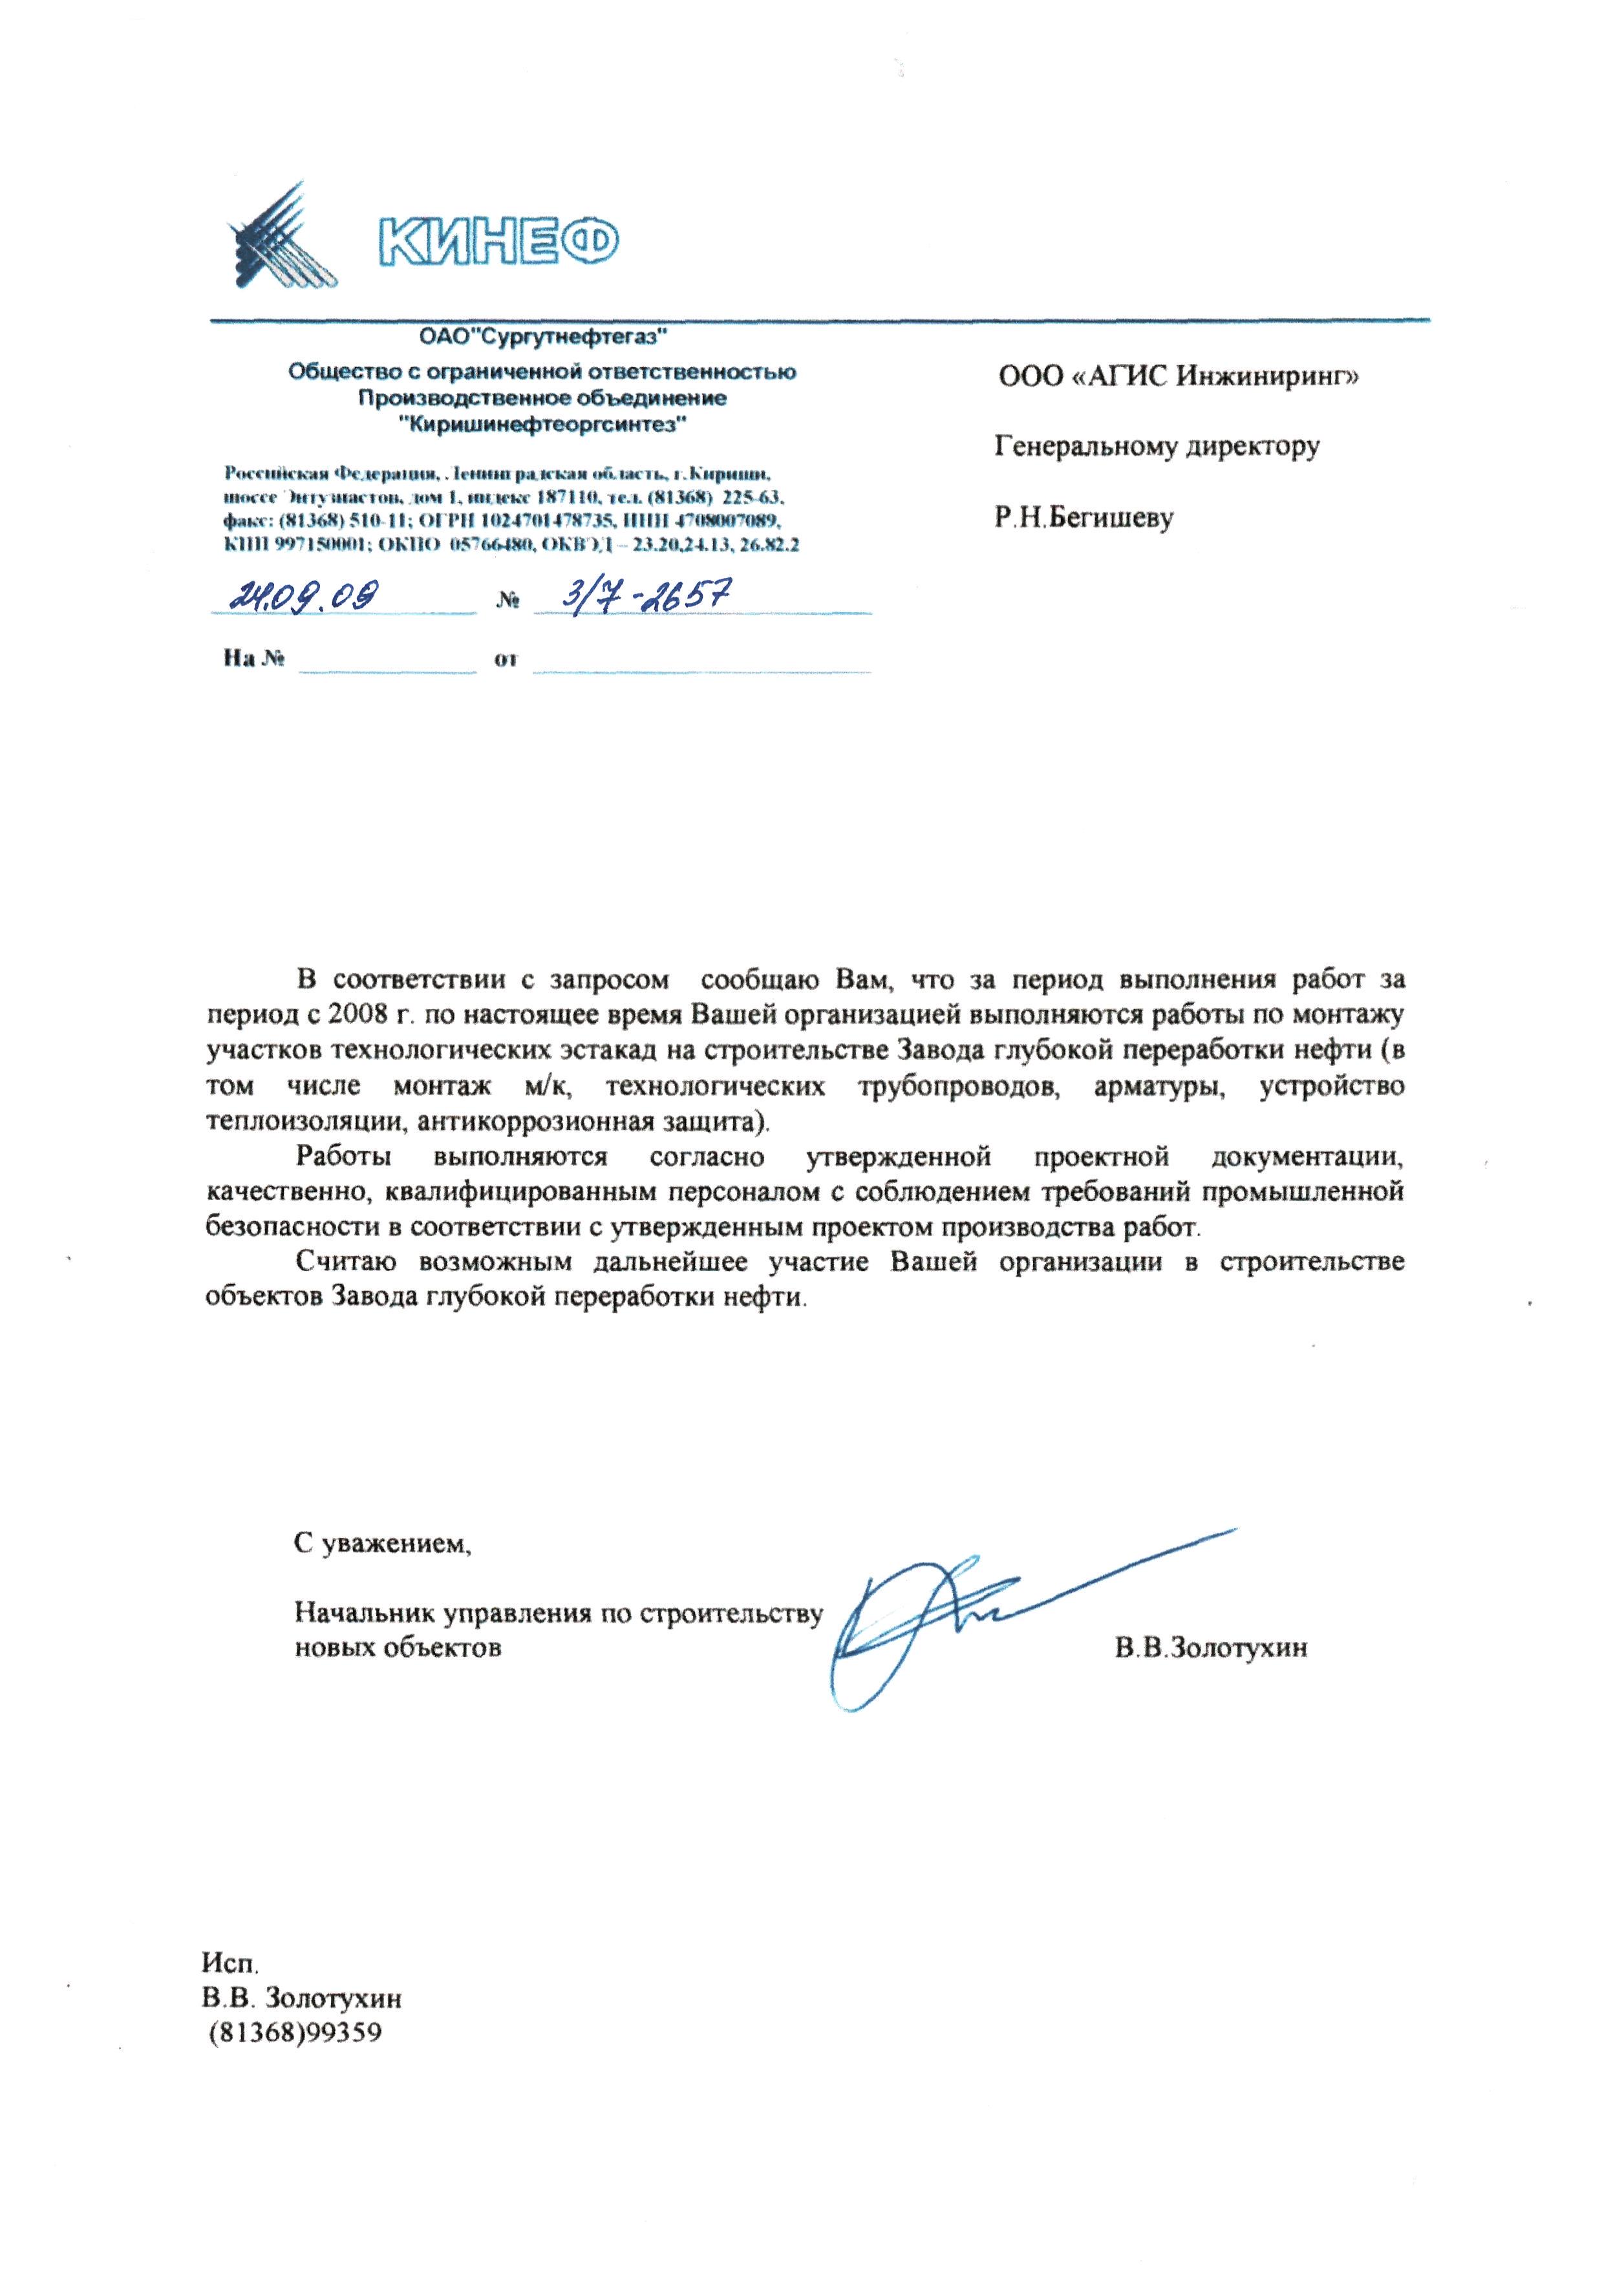 КИНЕФ
ОАО"Сургутнефтегаз"
Общество с ограниченной ответственностью
Производственное объединение
"Киришинефтеоргсинтез"
Российская Федерация, Ленинградская область, г.Кириши,
шоссе Энтузиастов, дом 1, индекс 187110, тел. (81368) 225-63,
факс: (81368) 510-11; ОГРН 1024701478735, ИНН 4708007089,
КПП 997150001; ОКПО 05766480, ОКВЭД – 23.20,24.13, 26.82.2
24.09.09 № 3/7-2657
На № от
ООО «АГИС Инжиниринг»
Генеральному директору
Р.Н.Бегишеву
В соответствии с запросом сообщаю Вам, что за период выполнения работ за
период с 2008 г. по настоящее время Вашей организацией выполняются работы по монтажу
участков технологических эстакад на строительстве Завода глубокой переработки нефти (в
том числе монтаж м/к, технологических трубопроводов, арматуры, устройство
теплоизоляции, антикоррозионная защита).
Работы выполняются согласно утвержденной проектной документации,
качественно, квалифицированным персоналом с соблюдением требований промышленной
безопасности в соответствии с утвержденным проектом производства работ.
Считаю возможным дальнейшее участие Вашей организации в строительстве
объектов Завода глубокой переработки нефти.
С уважением,
Начальник управления по строительству
новых объектов В.В.Золотухин
Исп.
В.В. Золотухин
(81368)99359